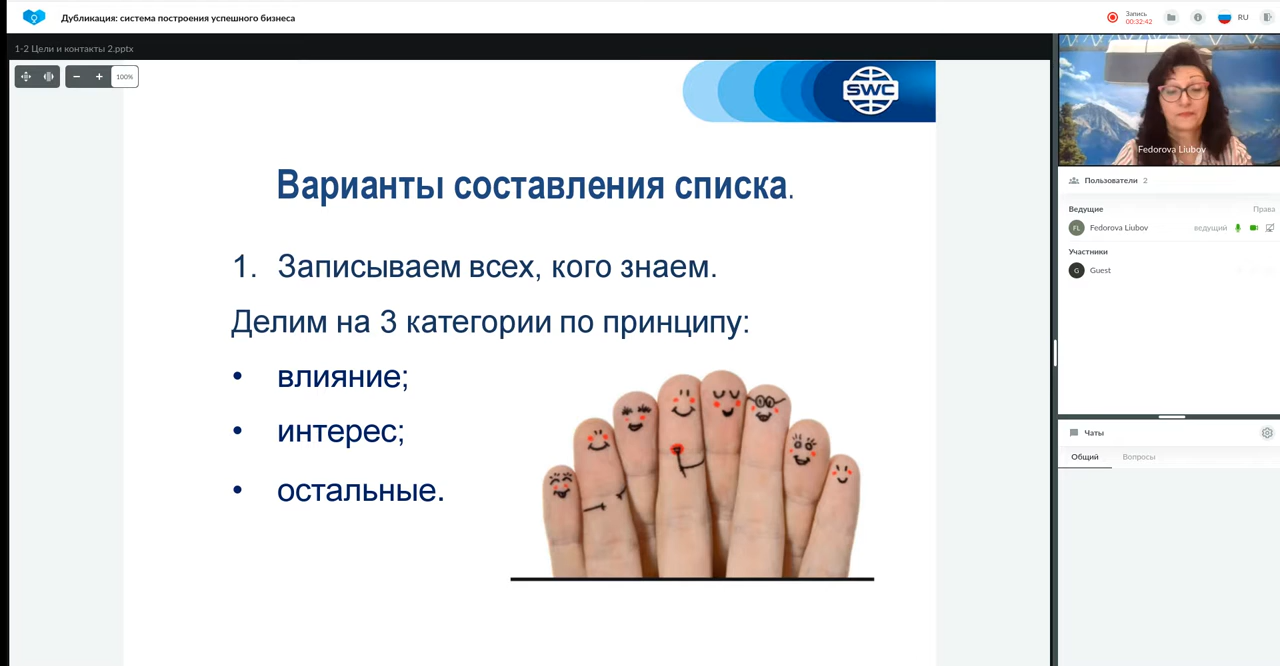 Дубликация: система построения успешного бизнеса
Запись
00:32:42
RU
1-2 Цели и контакты 2.pptx
100%
SWC
Fedorova Liubov
Варианты составления списка.
1. Записываем всех, кого знаем.
Делим на 3 категории по принципу:
• влияние;
• интерес;
• остальные.
Пользователи 2
Ведущие Права
FL Fedorova Liubov ведущий
Участники
G Guest
Чаты
Общий Вопросы